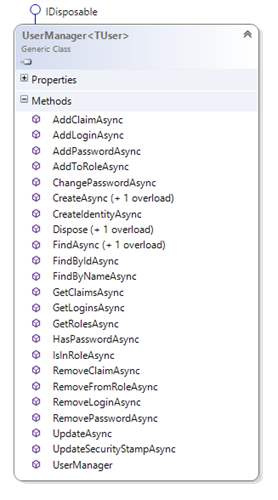 IDisposable
UserManager<TUser>
Generic Class
Properties
Methods
AddClaimAsync
AddLoginAsync
AddPasswordAsync
AddToRoleAsync
ChangePasswordAsync
CreateAsync (+ 1 overload)
CreateIdentityAsync
Dispose (+ 1 overload)
FindAsync (+ 1 overload)
FindByIdAsync
FindByNameAsync
GetClaimsAsync
GetLoginsAsync
GetRolesAsync
HasPasswordAsync
IsInRoleAsync
RemoveClaimAsync
RemoveFromRoleAsync
RemoveLoginAsync
RemovePasswordAsync
UpdateAsync
UpdateSecurityStampAsync
UserManager